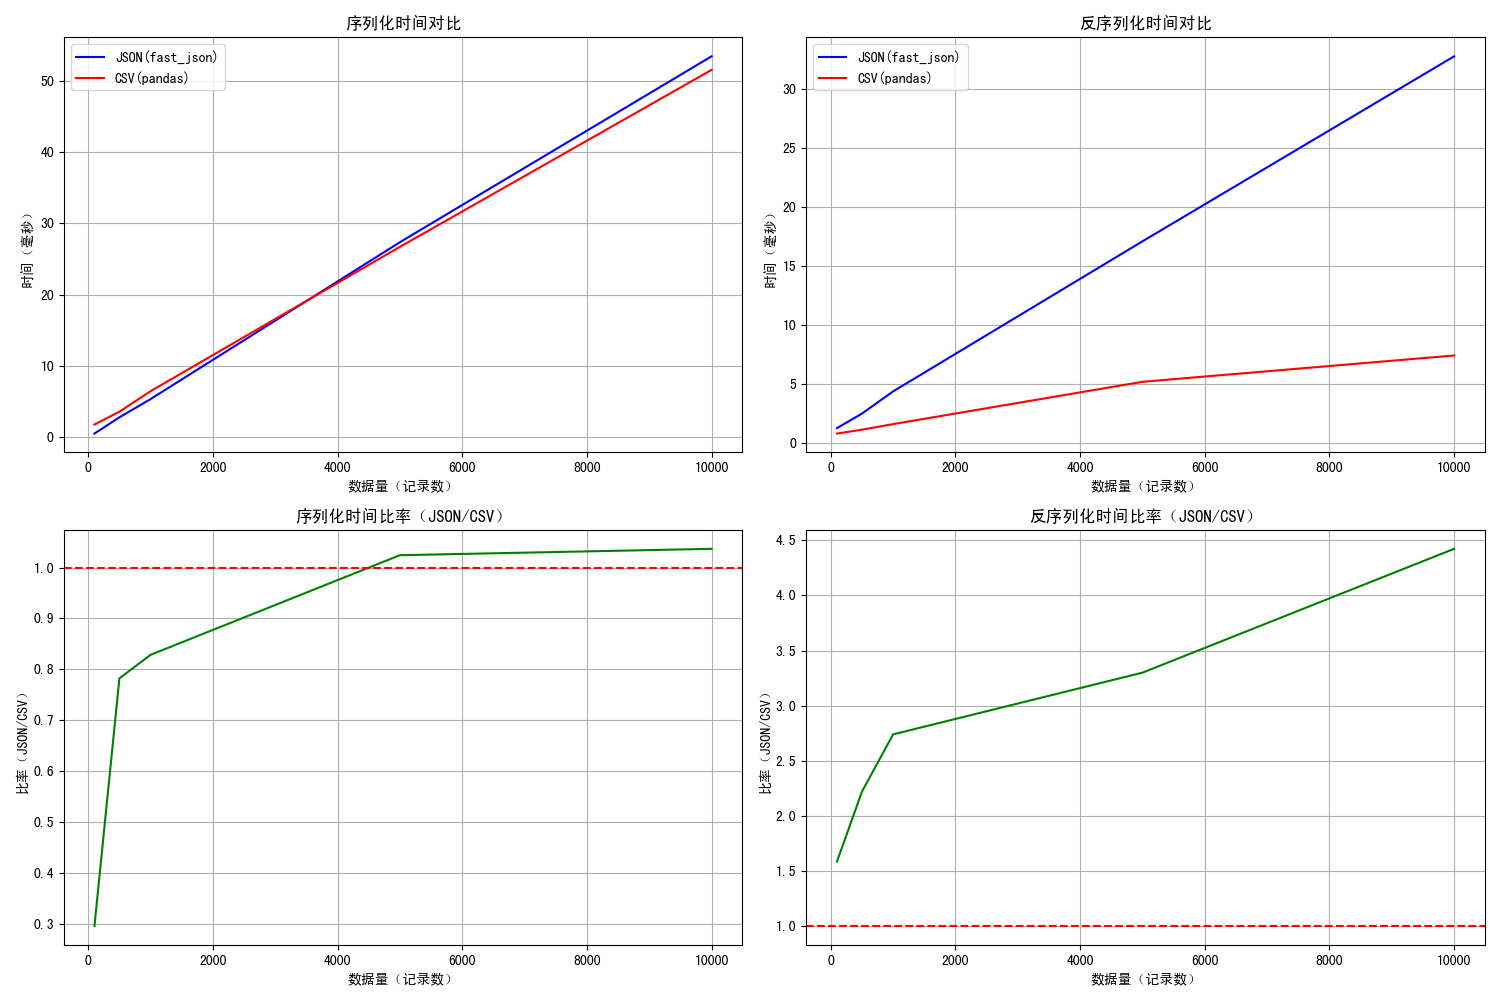 序列化时间对比
JSON(fast_json)
CSV(pandas)
50
40
30
20
10
0
时间（毫秒）
0 2000 4000 6000 8000 10000
数据量（记录数）
反序列化时间对比
JSON(fast_json)
CSV(pandas)
30
25
20
15
10
5
0
时间（毫秒）
0 2000 4000 6000 8000 10000
数据量（记录数）
序列化时间比率（JSON/CSV）
1.0
0.9
0.8
0.7
0.6
0.5
0.4
0.3
比率（JSON/CSV）
0 2000 4000 6000 8000 10000
数据量（记录数）
反序列化时间比率（JSON/CSV）
4.5
4.0
3.5
3.0
2.5
2.0
1.5
1.0
比率（JSON/CSV）
0 2000 4000 6000 8000 10000
数据量（记录数）